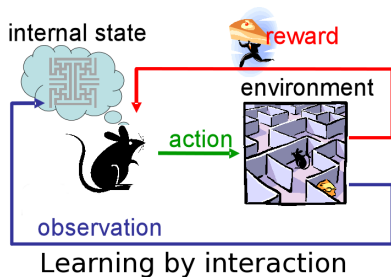 internal state
reward
environment
action
observation
Learning by interaction